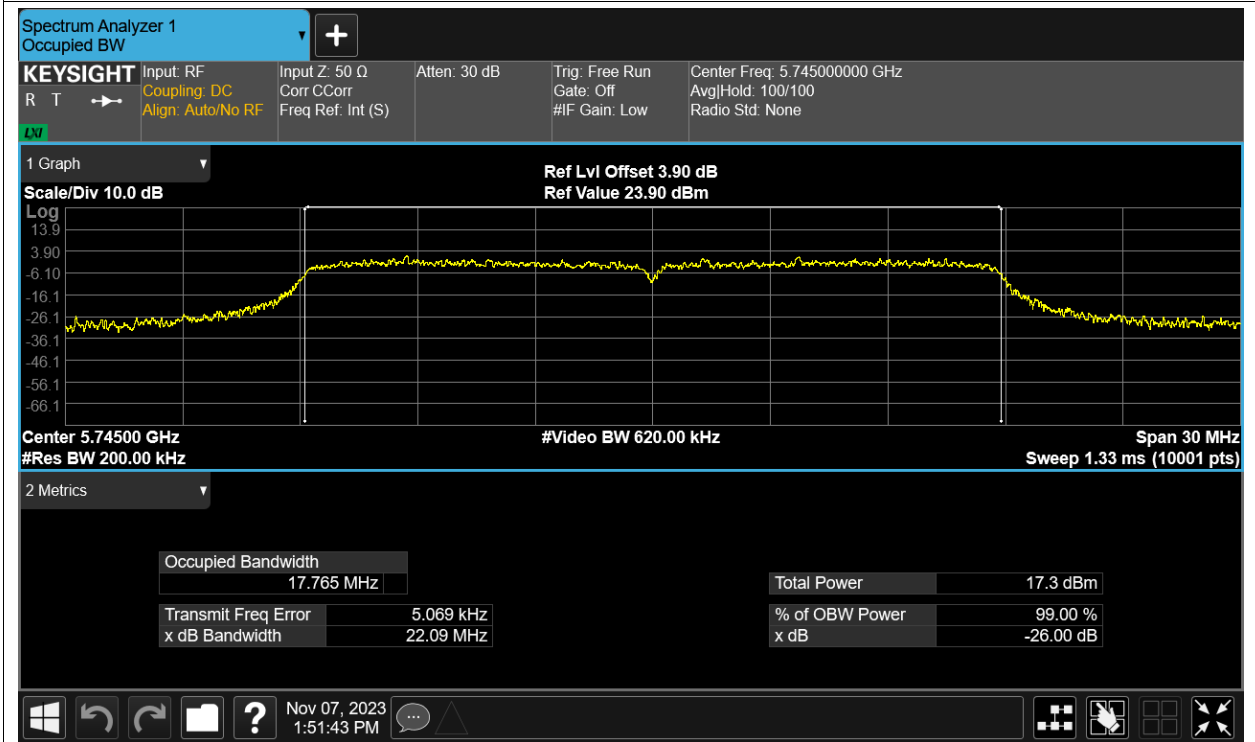 Spectrum Analyzer 1
Occupied BW
+
KEYSIGHT Input: RF Input Z: 50 Ω Atten: 30 dB Trig: Free Run Center Freq: 5.745000000 GHz
R T Coupling: DC Corr CCorr Gate: Off Avg|Hold: 100/100
Align: Auto/No RF Freq Ref: Int (S) #IF Gain: Low Radio Std: None
LXI
1 Graph
Ref Lvl Offset 3.90 dB
Scale/Div 10.0 dB Ref Value 23.90 dBm
Log
13.9
3.90
-6.10
-16.1
-26.1
-36.1
-46.1
-56.1
-66.1
Center 5.74500 GHz #Video BW 620.00 kHz Span 30 MHz
#Res BW 200.00 kHz Sweep 1.33 ms (10001 pts)
2 Metrics
Occupied Bandwidth
17.765 MHz Total Power 17.3 dBm
Transmit Freq Error 5.069 kHz % of OBW Power 99.00 %
x dB Bandwidth 22.09 MHz x dB -26.00 dB
? Nov 07, 2023
1:51:43 PM